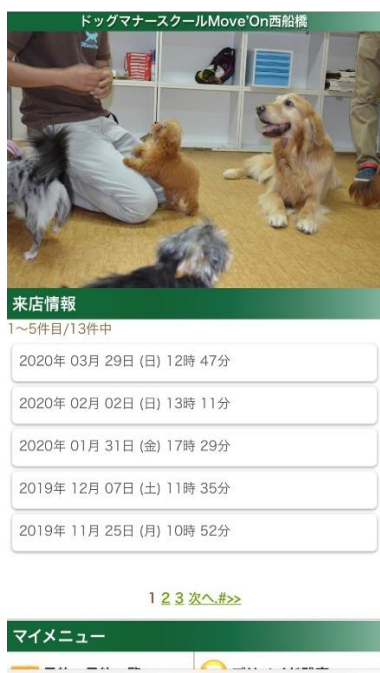 ドッグマナースクールMove'On西船橋
来店情報
1～5件目/13件中
2020年 03月 29日 (日) 12時 47分
2020年 02月 02日 (日) 13時 11分
2020年 01月 31日 (金) 17時 29分
2019年 12月 07日 (土) 11時 35分
2019年 11月 25日 (月) 10時 52分
1 2 3 次へ.#>>
マイメニュー